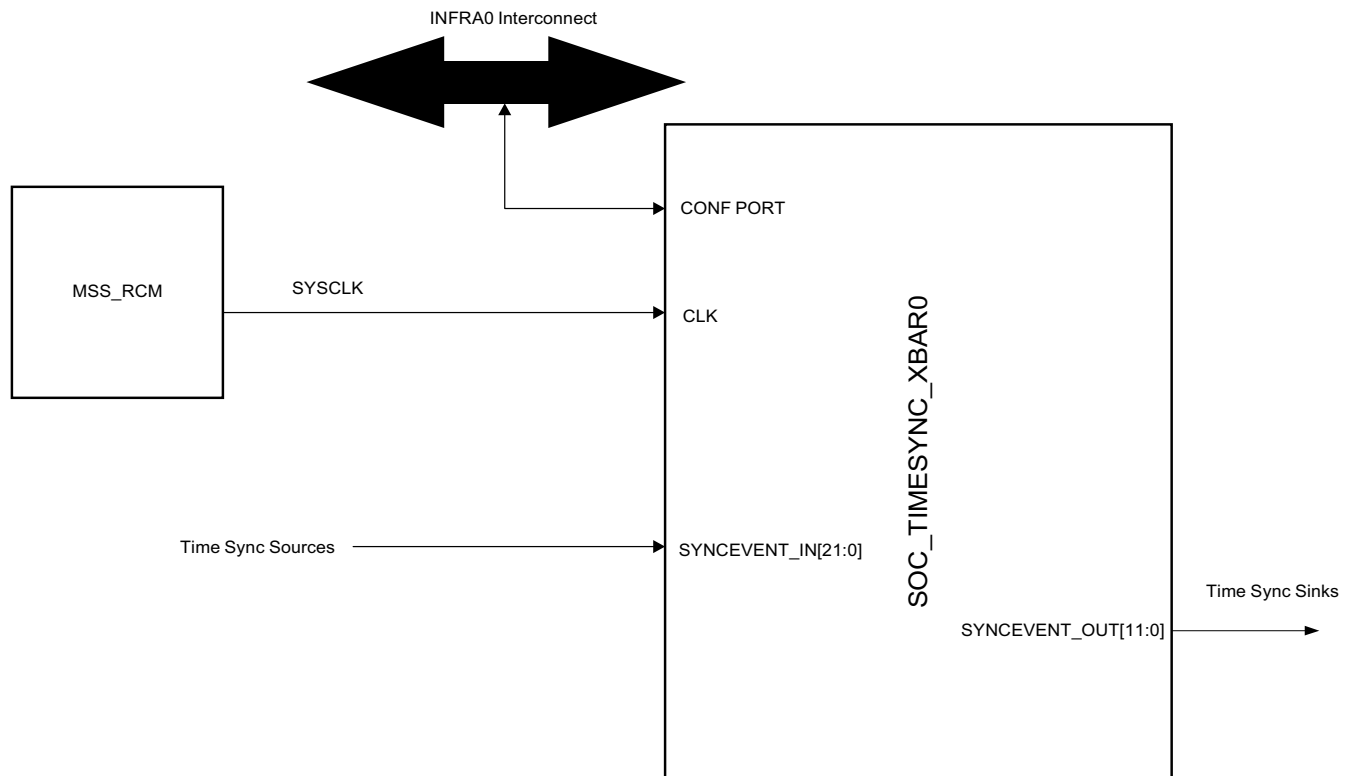 INFRA0 Interconnect
CONF PORT
MSS_RCM
SYSCLK
CLK
SOC_TIMESYNC_XBAR0
Time Sync Sources
SYNCEVENT_IN[21:0]
Time Sync Sinks
SYNCEVENT_OUT[11:0]